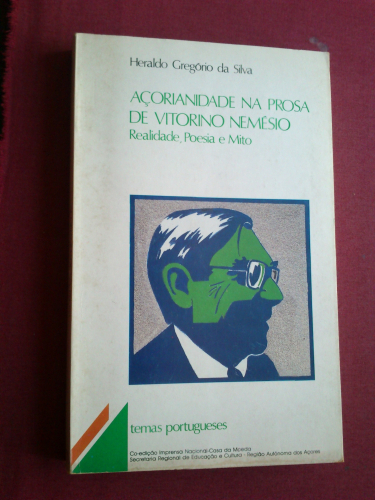 Heraldo Gregório da Silva
AÇORIANIDADE NA PROSA
DE VITORINO NEMÉSIO
Realidade, Poesia e Mito
temas portugueses
Co-edição Imprensa Nacional-Casa da Moeda
Secretaria Regional de Educação e Cultura - Região Autónoma dos Açores